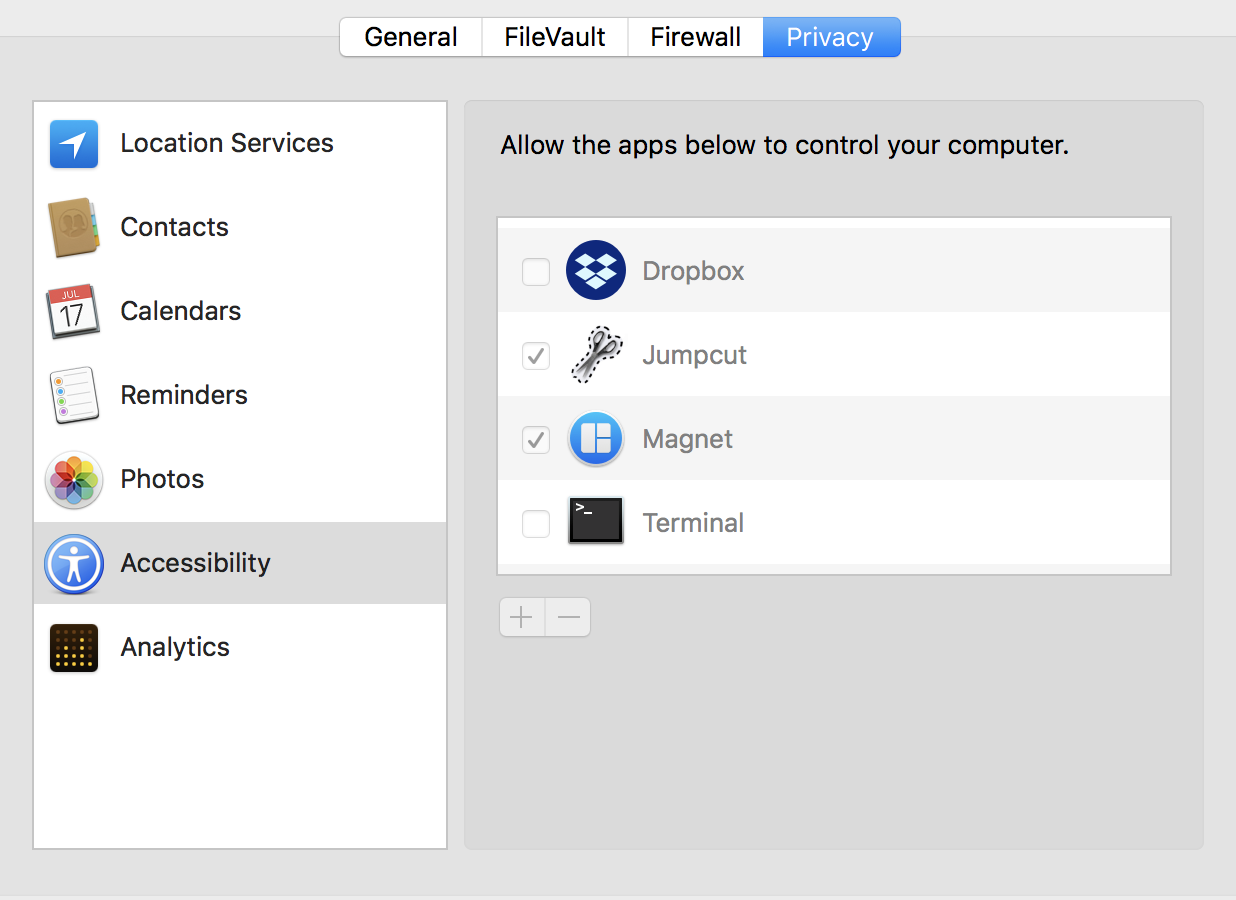 General FileVault Firewall Privacy
Location Services
Contacts
JUL
17
Calendars
Reminders
Photos
Accessibility
Analytics
Allow the apps below to control your computer.
Dropbox
Jumpcut
Magnet
>_
Terminal